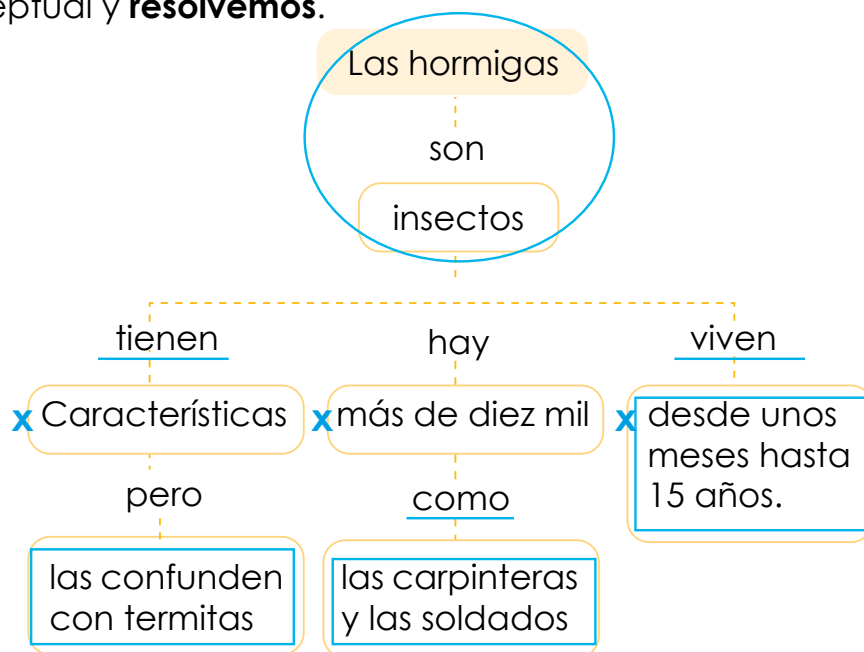 eptual y resolvemos.
Las hormigas
son
insectos
tienen
hay
viven
x Características
x más de diez mil
x desde unos
meses hasta
15 años.
pero
como
las confunden
con termitas
las carpinteras
y las soldados